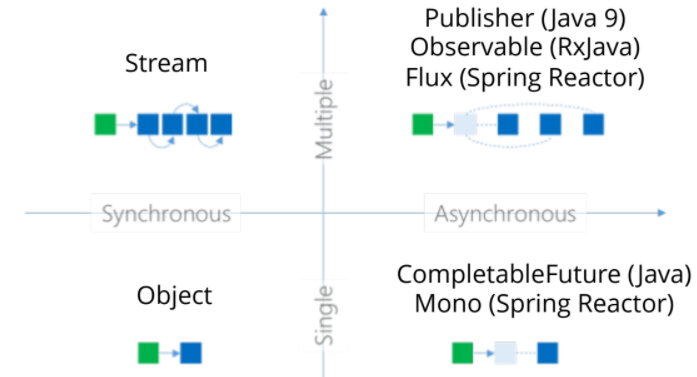 Publisher (Java 9)
Observable (RxJava)
Flux (Spring Reactor)
Stream
Multiple
Synchronous
Asynchronous
CompletableFuture (Java)
Mono (Spring Reactor)
Object
Single